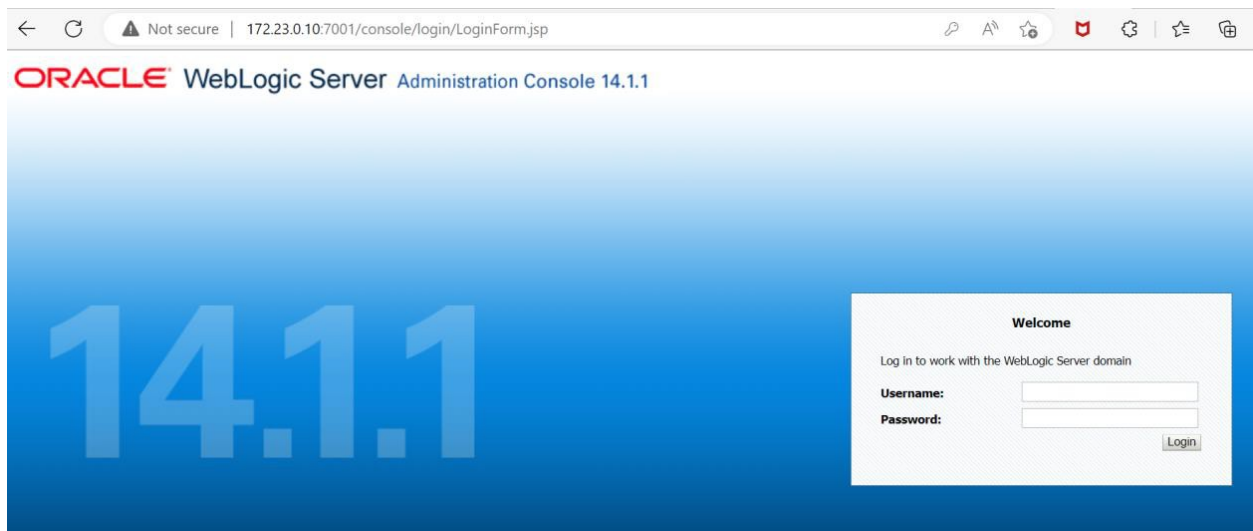 Not secure | 172.23.0.10:7001/console/login/LoginForm.jsp
ORACLE WebLogic Server Administration Console 14.1.1
14.1.1
Welcome
Log in to work with the WebLogic Server domain
Username:
Password:
Login